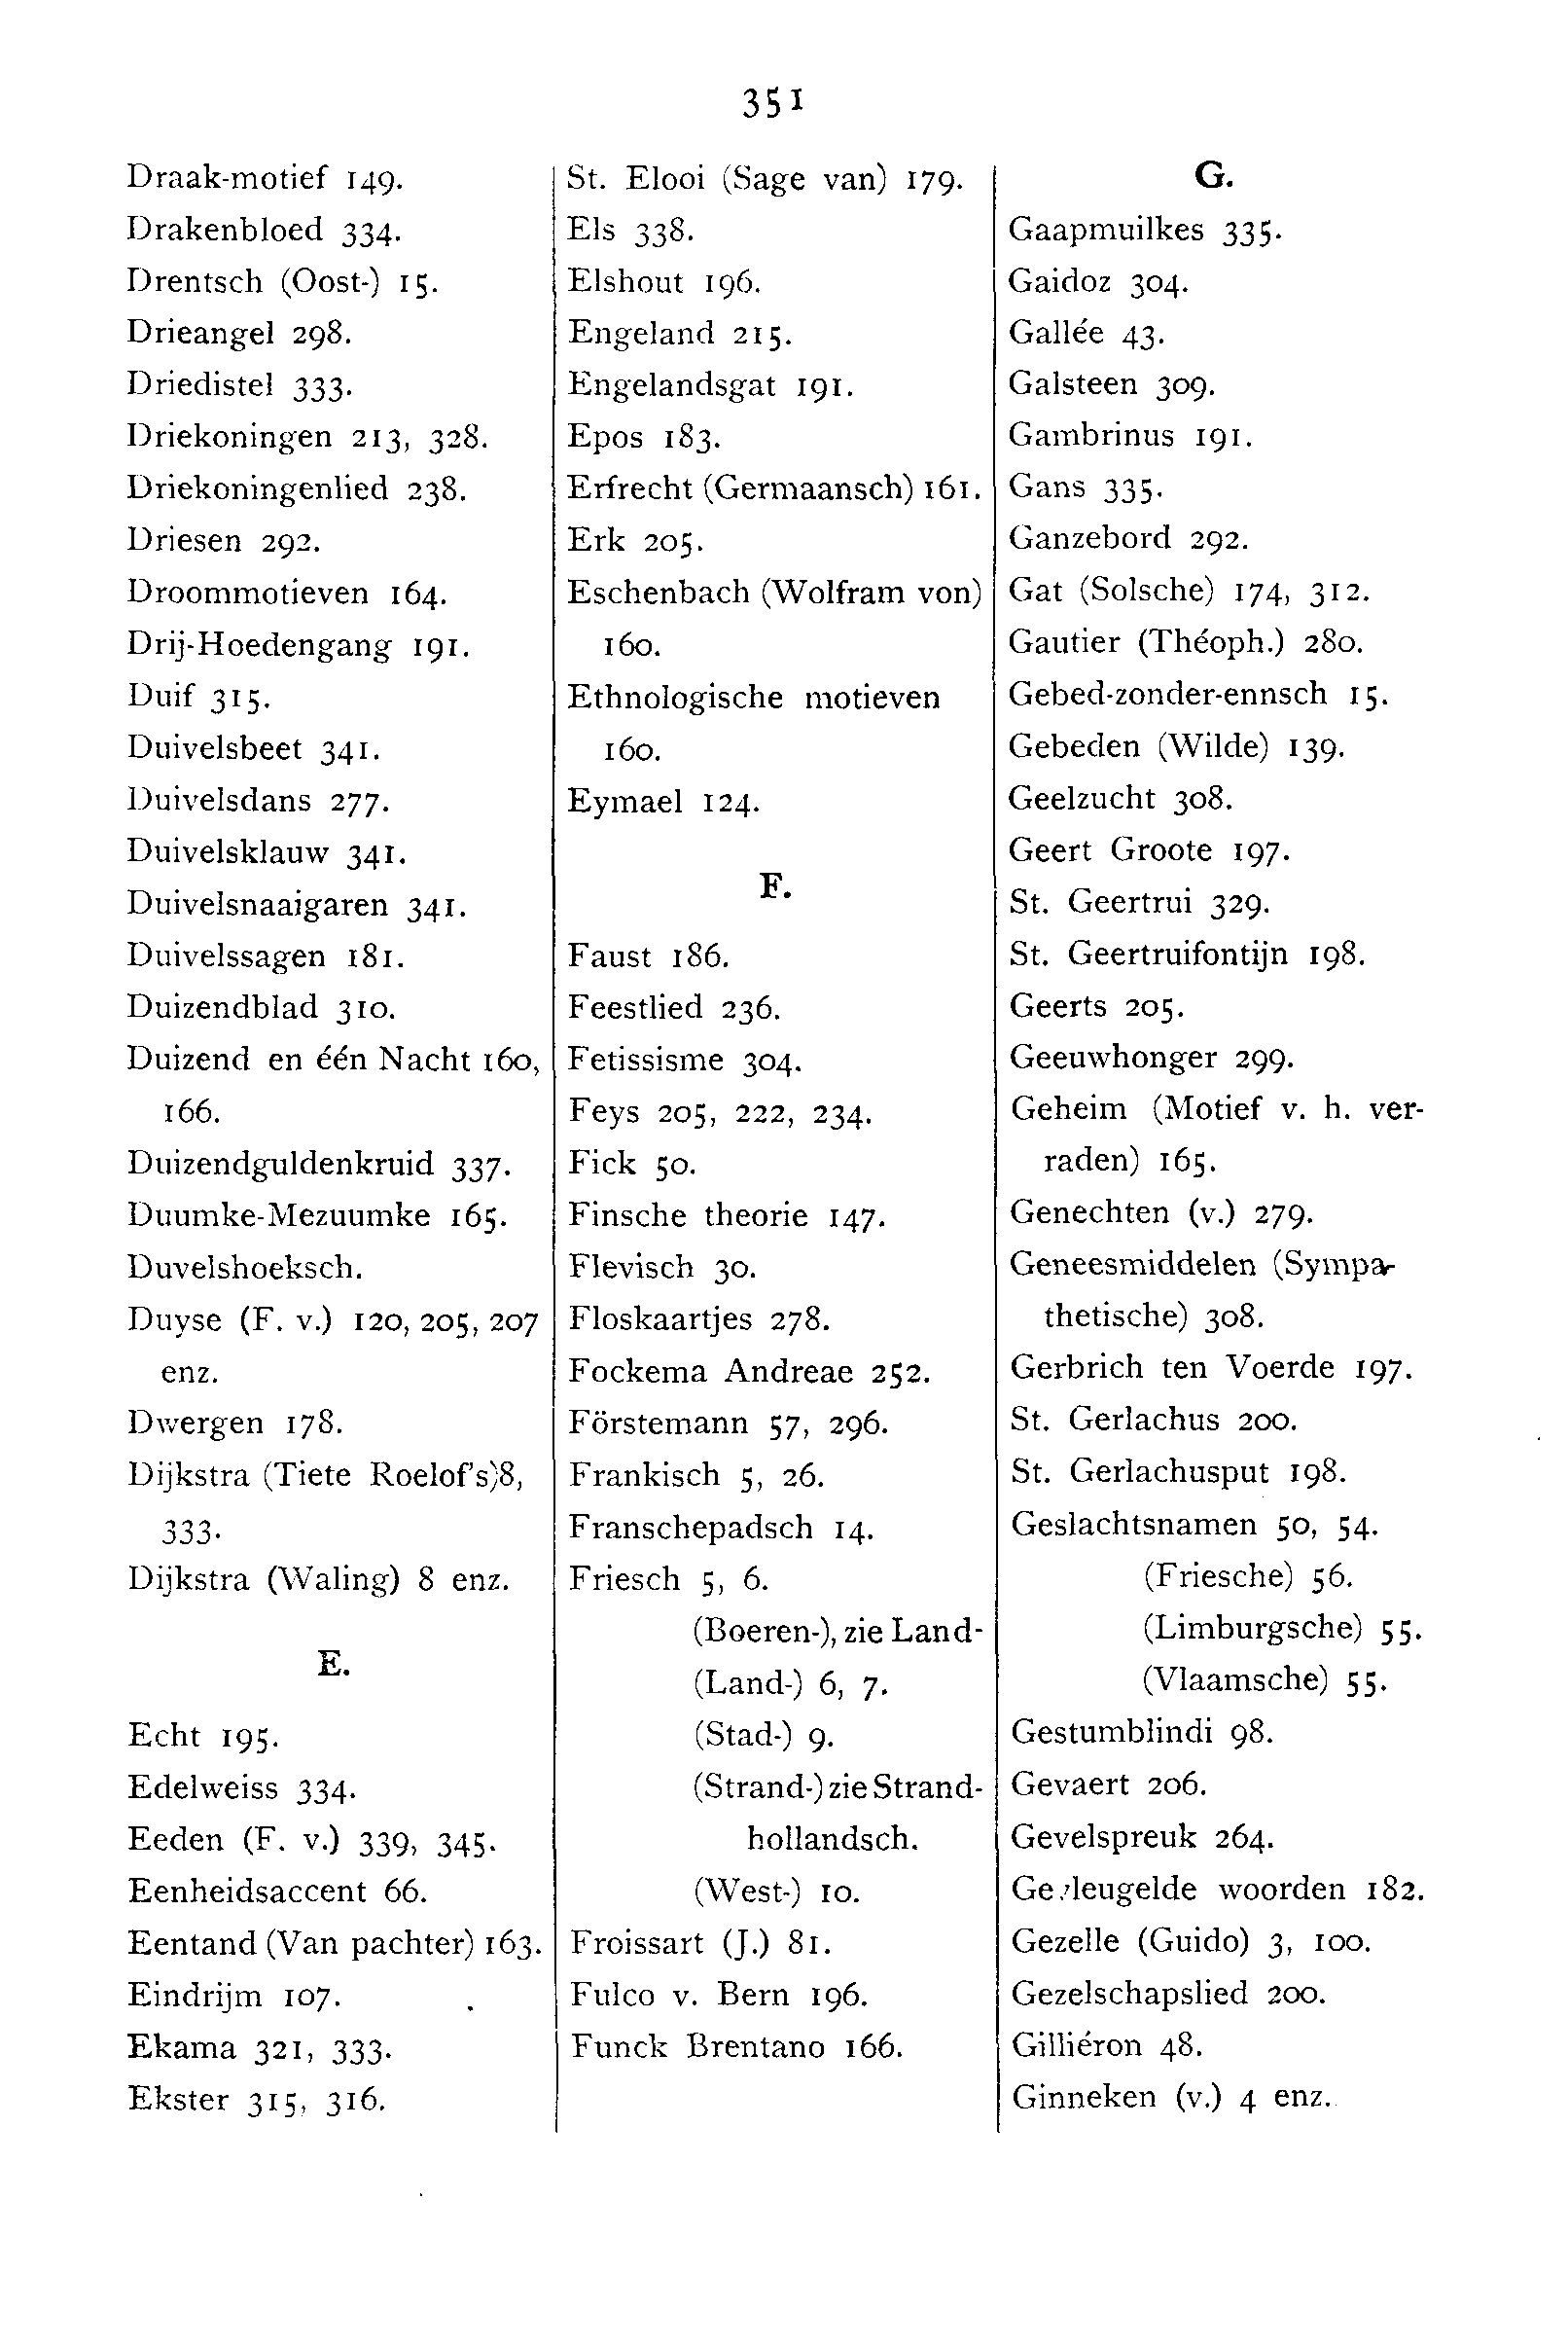 351
Draak-motief 149.
Drakenbloed 334.
Drentsch (Oost-) 15.
Drieangel 298.
Driedistel 333.
Driekoningen 213, 328.
Driekoningenlied 238.
Driesen 292.
Droommotieven 164.
Drij-Hoedengang 191.
Duif 315.
Duivelsbeet 341.
Duivelsdans 277.
Duivelsklauw 341.
Duivelsnaaigaren 341.
Duivelssagen 181.
Duizendblad 310.
Duizend en één Nacht 160,
166.
Duizendguldenkruid 337.
Duumke-Mezuumke 165.
Duvelshoeksch.
Duyse (F. v.) 120, 205, 207
enz.
Dwergen 178.
Dijkstra (Tiete Roelof's) 8,
333.
Dijkstra (Waling) 8 enz.
E.
Echt 195.
Edelweiss 334.
Eeden (F. v.) 339, 345.
Eenheidsaccent 66.
Eentand (Van pachter) 163.
Eindrijm 107.
Ekama 321, 333.
Ekster 315, 316.
St. Elooi (Sage van) 179.
Els 338.
Elshout 196.
Engeland 215.
Engelandsgat 191.
Epos 183.
Erfrecht (Germaansch) 161.
Erk 205.
Eschenbach (Wolfram von)
160.
Ethnologische motieven
160.
Eymael 124.
F.
Faust 186.
Feestlied 236.
Fetissisme 304.
Feys 205, 222, 234.
Fick 50.
Finsche theorie 147.
Flevisch 30.
Floskaartjes 278.
Fockema Andreae 252.
Förstemann 57, 296.
Frankisch 5, 26.
Franschepadsch 14.
Friesch 5, 6.
(Boeren-), zie Land-
(Land-) 6, 7.
(Stad-) 9.
(Strand-) zie Strand-
hollandsch.
(West-) 10.
Froissart (J.) 81.
Fulco v. Bern 196.
Funck Brentano 166.
G.
Gaapmuilkes 335.
Gaidoz 304.
Gallée 43.
Galsteen 309.
Gambrinus 191.
Gans 335.
Ganzebord 292.
Gat (Solsche) 174, 312.
Gautier (Théoph.) 280.
Gebed-zonder-ennsch 15.
Gebeden (Wilde) 139.
Geelzucht 308.
Geert Groote 197.
St. Geertrui 329.
St. Geertruifontijn 198.
Geerts 205.
Geeuwhonger 299.
Geheim (Motief v. h. ver-
raden) 165.
Genechten (v.) 279.
Geneesmiddelen (Sympa-
thetische) 308.
Gerbrich ten Voerde 197.
St. Gerlachus 200.
St. Gerlachusput 198.
Geslachtsnamen 50, 54.
(Friesche) 56.
(Limburgsche) 55.
(Vlaamsche) 55.
Gestumblindi 98.
Gevaert 206.
Gevelspreuk 264.
Gevleugelde woorden 182.
Gezelle (Guido) 3, 100.
Gezelschapslied 200.
Gilliéron 48.
Ginneken (v.) 4 enz.